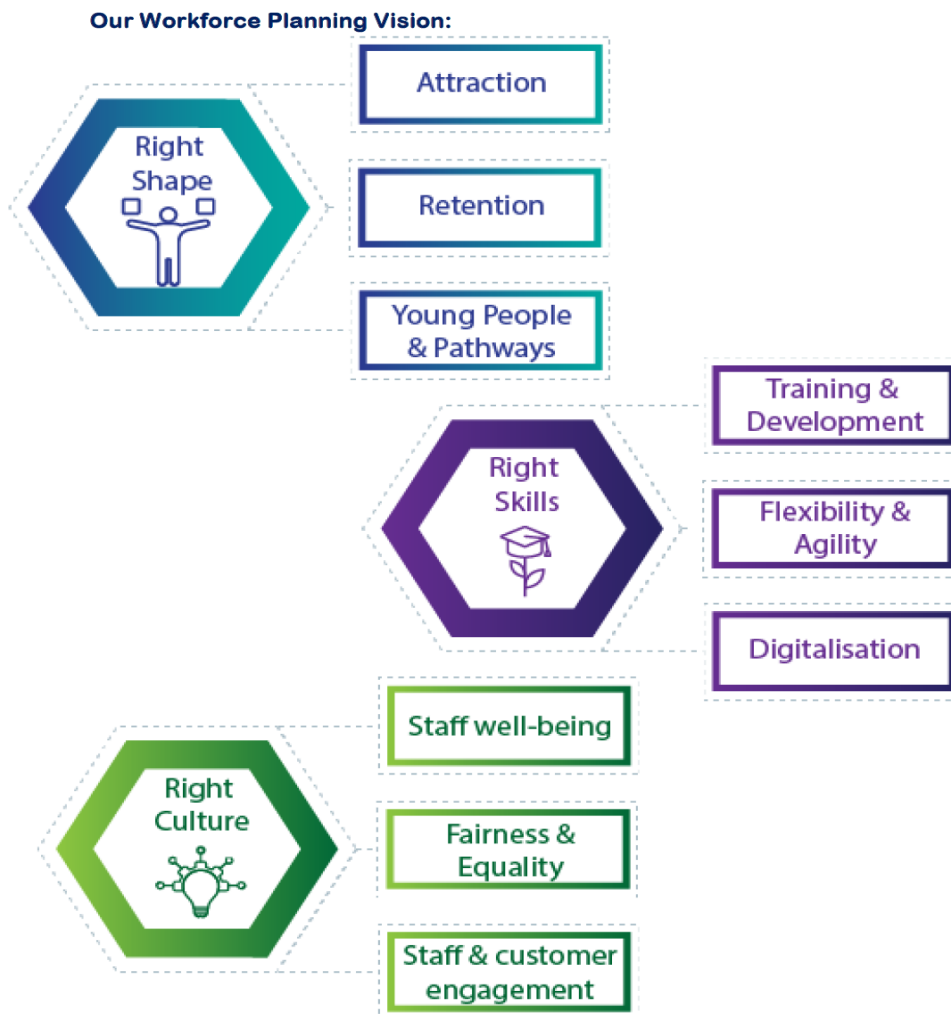 Our Workforce Planning Vision:
Right
Shape
Attraction
Retention
Young People
& Pathways
Right
Skills
Training &
Development
Flexibility &
Agility
Digitalisation
Right
Culture
Staff well-being
Fairness &
Equality
Staff & customer
engagement